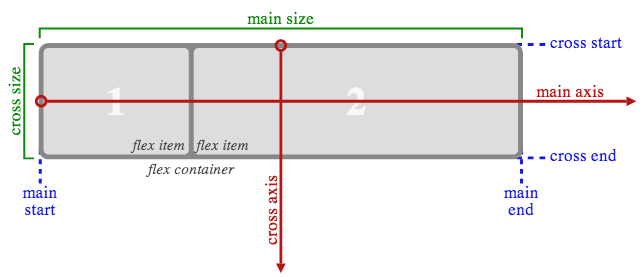 main size
cross start
cross size
1
2
main axis
flex item
flex item
cross end
flex container
cross axis
main
start
main
end